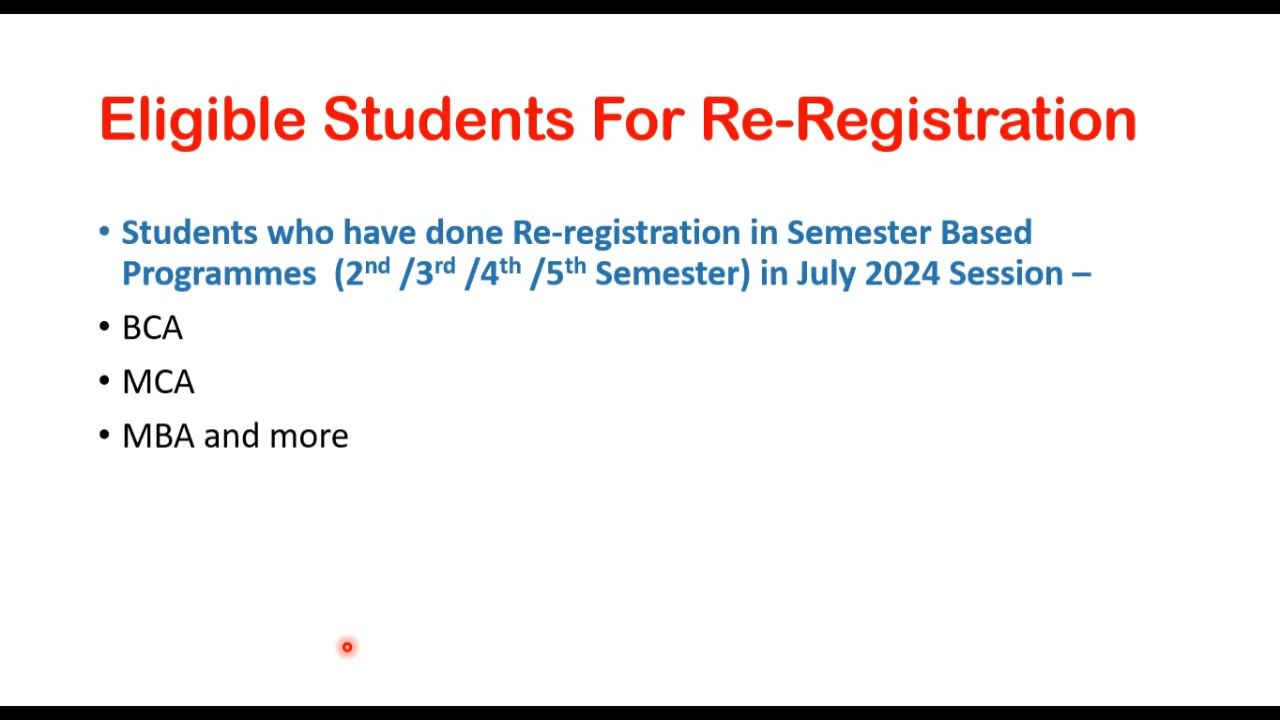 Eligible Students For Re-Registration
• Students who have done Re-registration in Semester Based
Programmes (2nd /3rd /4th /5th Semester) in July 2024 Session –
• BCA
• MCA
• MBA and more